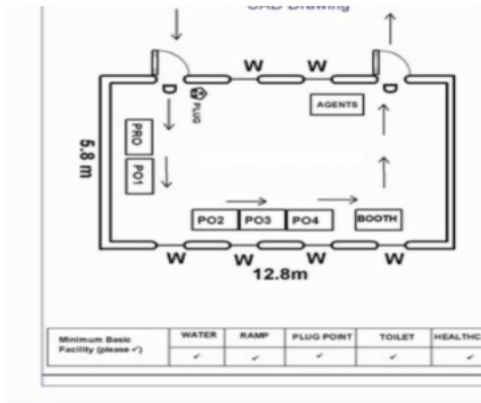 CAD Drawing
W W
D D
PLUG
AGENTS
PRO
PO1
5.8 m
PO2 PO3 PO4 BOOTH
W W W W
12.8m
Minimum Basic Facility (please ✓) WATER RAMP PLUG POINT TOILET HEALTHC
✓ ✓ ✓ ✓ ✓